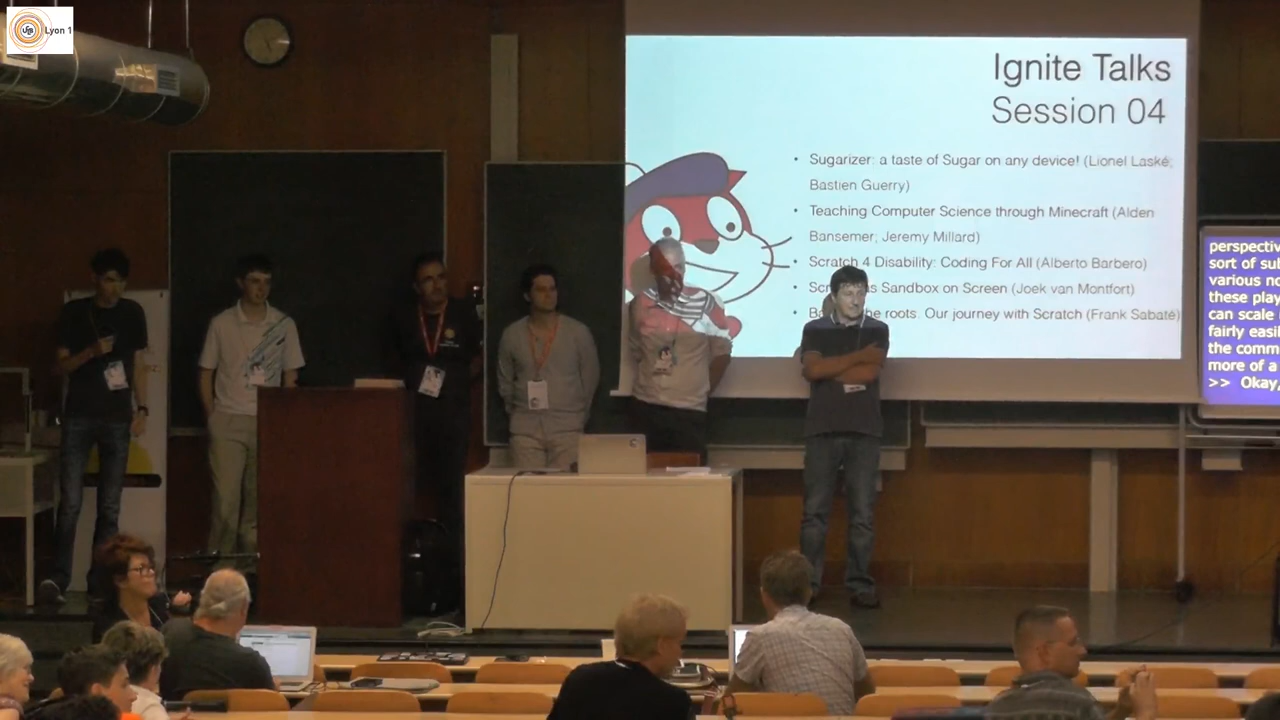 Lyon 1
Ignite Talks
Session 04
• Sugarizer: a taste of Sugar on any device! (Lionel Laské;
Bastien Guerry)
• Teaching Computer Science through Minecraft (Alden
Bansemer; Jeremy Millard)
• Scratch 4 Disability: Coding For All (Alberto Barbero)
• Sandbox on Screen (Joek van Montfort)
• the roots. Our journey with Scratch (Frank Sabaté)
perspectiv
sort of sul
various no
these play
can scale
fairly easi
the comm
more of a
>> Okay,